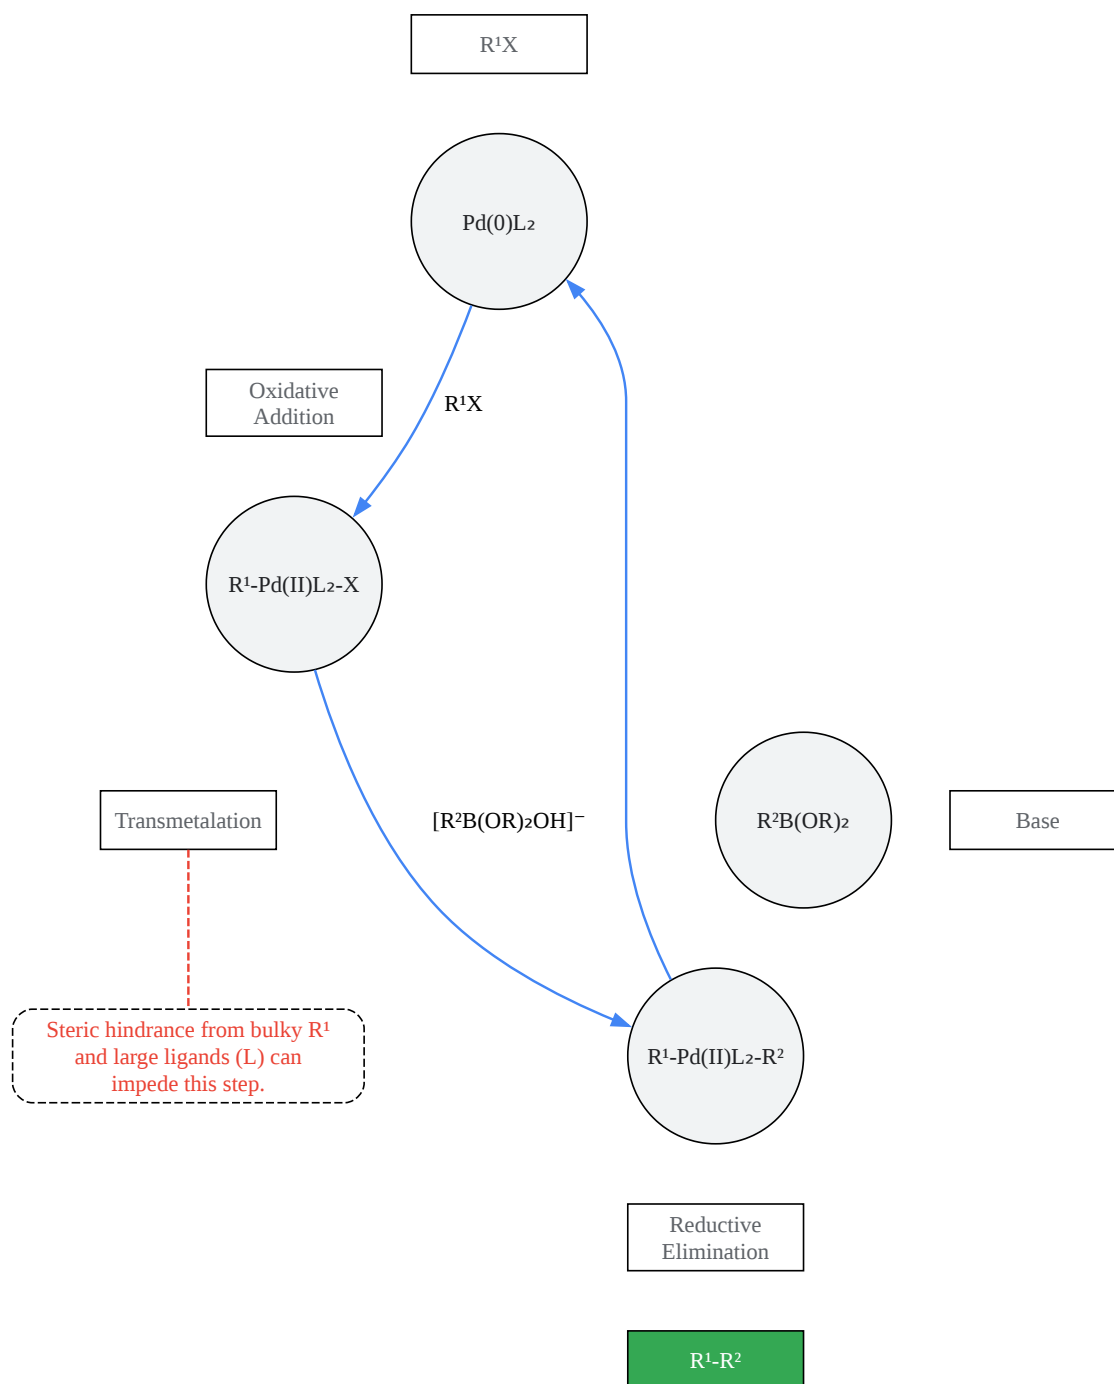 R¹X
Pd(0)L₂
Oxidative
Addition
R¹X
R¹-Pd(II)L₂-X
Transmetalation
[R²B(OR)₂OH]⁻
R²B(OR)₂
Base
Steric hindrance from bulky R¹
and large ligands (L) can
impede this step.
R¹-Pd(II)L₂-R²
Reductive
Elimination
R¹-R²